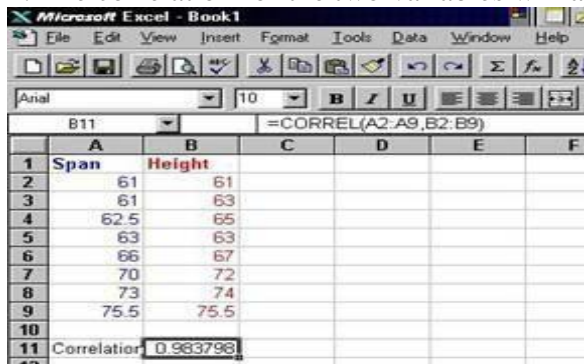 Microsoft Excel - Book1
File Edit View Insert Format Tools Data Window Help
Arial 10 B I U
B11 =CORREL(A2:A9,B2:B9)
A B C D E F
1 Span Height
2 61 61
3 61 63
4 62.5 65
5 63 63
6 66 67
7 70 72
8 73 74
9 75.5 75.5
10
11 Correlation 0.983798